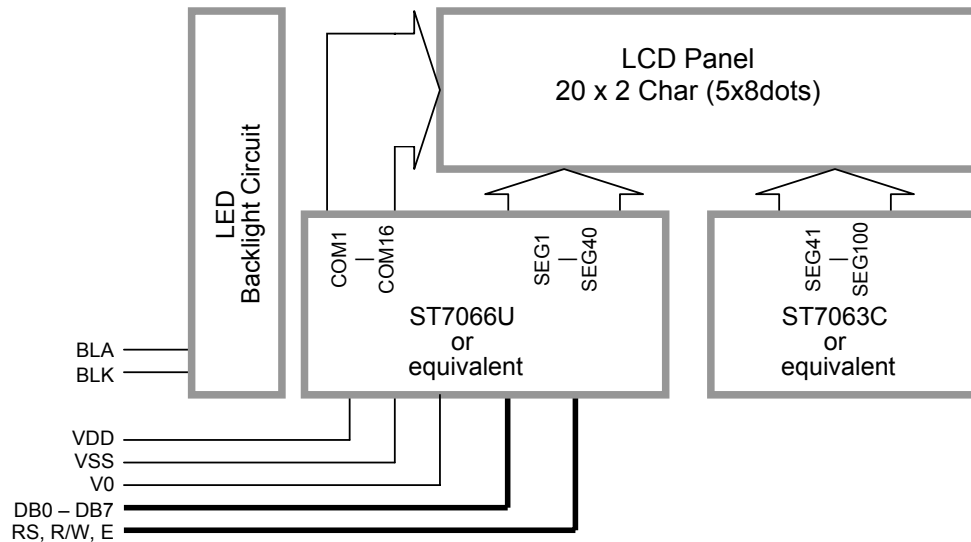 LCD Panel
20 x 2 Char (5x8dots)
LED
Backlight Circuit
COM1
—
COM16
SEG1
—
SEG40
SEG41
—
SEG100
ST7066U
or
equivalent
ST7063C
or
equivalent
BLA
BLK
VDD
VSS
V0
DB0 – DB7
RS, R/W, E